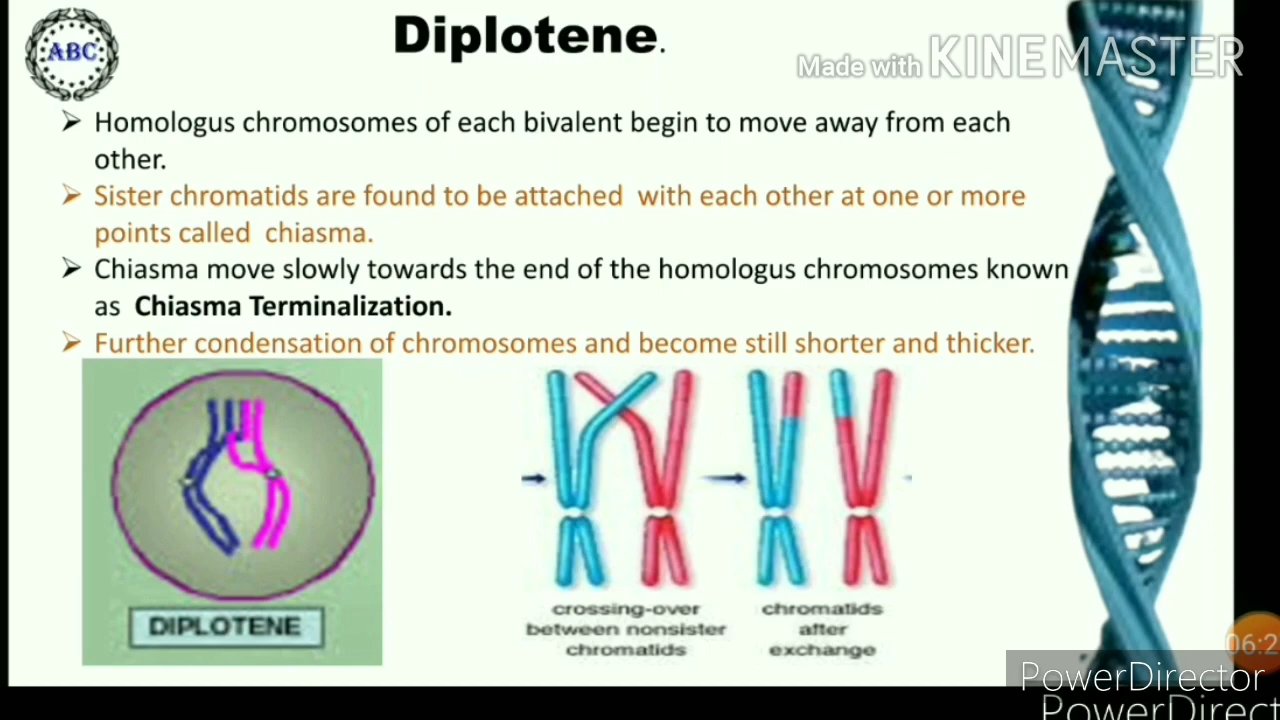 ABC
Diplotene.
Made with KINEMASTER
Homologus chromosomes of each bivalent begin to move away from each
other.
Sister chromatids are found to be attached with each other at one or more
points called chiasma.
Chiasma move slowly towards the end of the homologus chromosomes known
as Chiasma Terminalization.
Further condensation of chromosomes and become still shorter and thicker.
DIPLOTENE
crossing-over
between nonsister
chromatids
chromatids
after
exchange
06:2
PowerDirector
PowerDirect